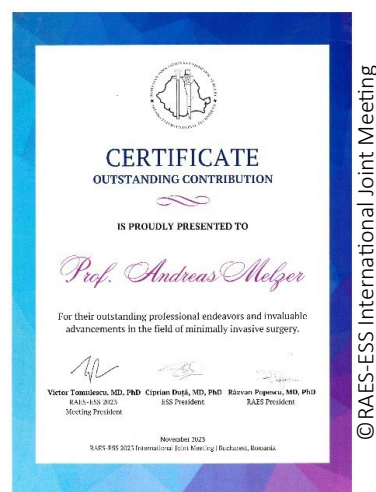 CERTIFICATE
OUTSTANDING CONTRIBUTION
IS PROUDLY PRESENTED TO
Prof. Andreas Melzer
For their outstanding professional endeavors and invaluable
advancements in the field of minimally invasive surgery.
Victor Tomulescu, MD, PhD Ciprian Duță, MD, PhD Răzvan Popescu, MD, PhD
RAES-ESS 2023 ESS President RAES President
Meeting President
November 2023
RAES-ESS 2023 International Joint Meeting | Bucharest, Romania
©RAES-ESS International Joint Meeting